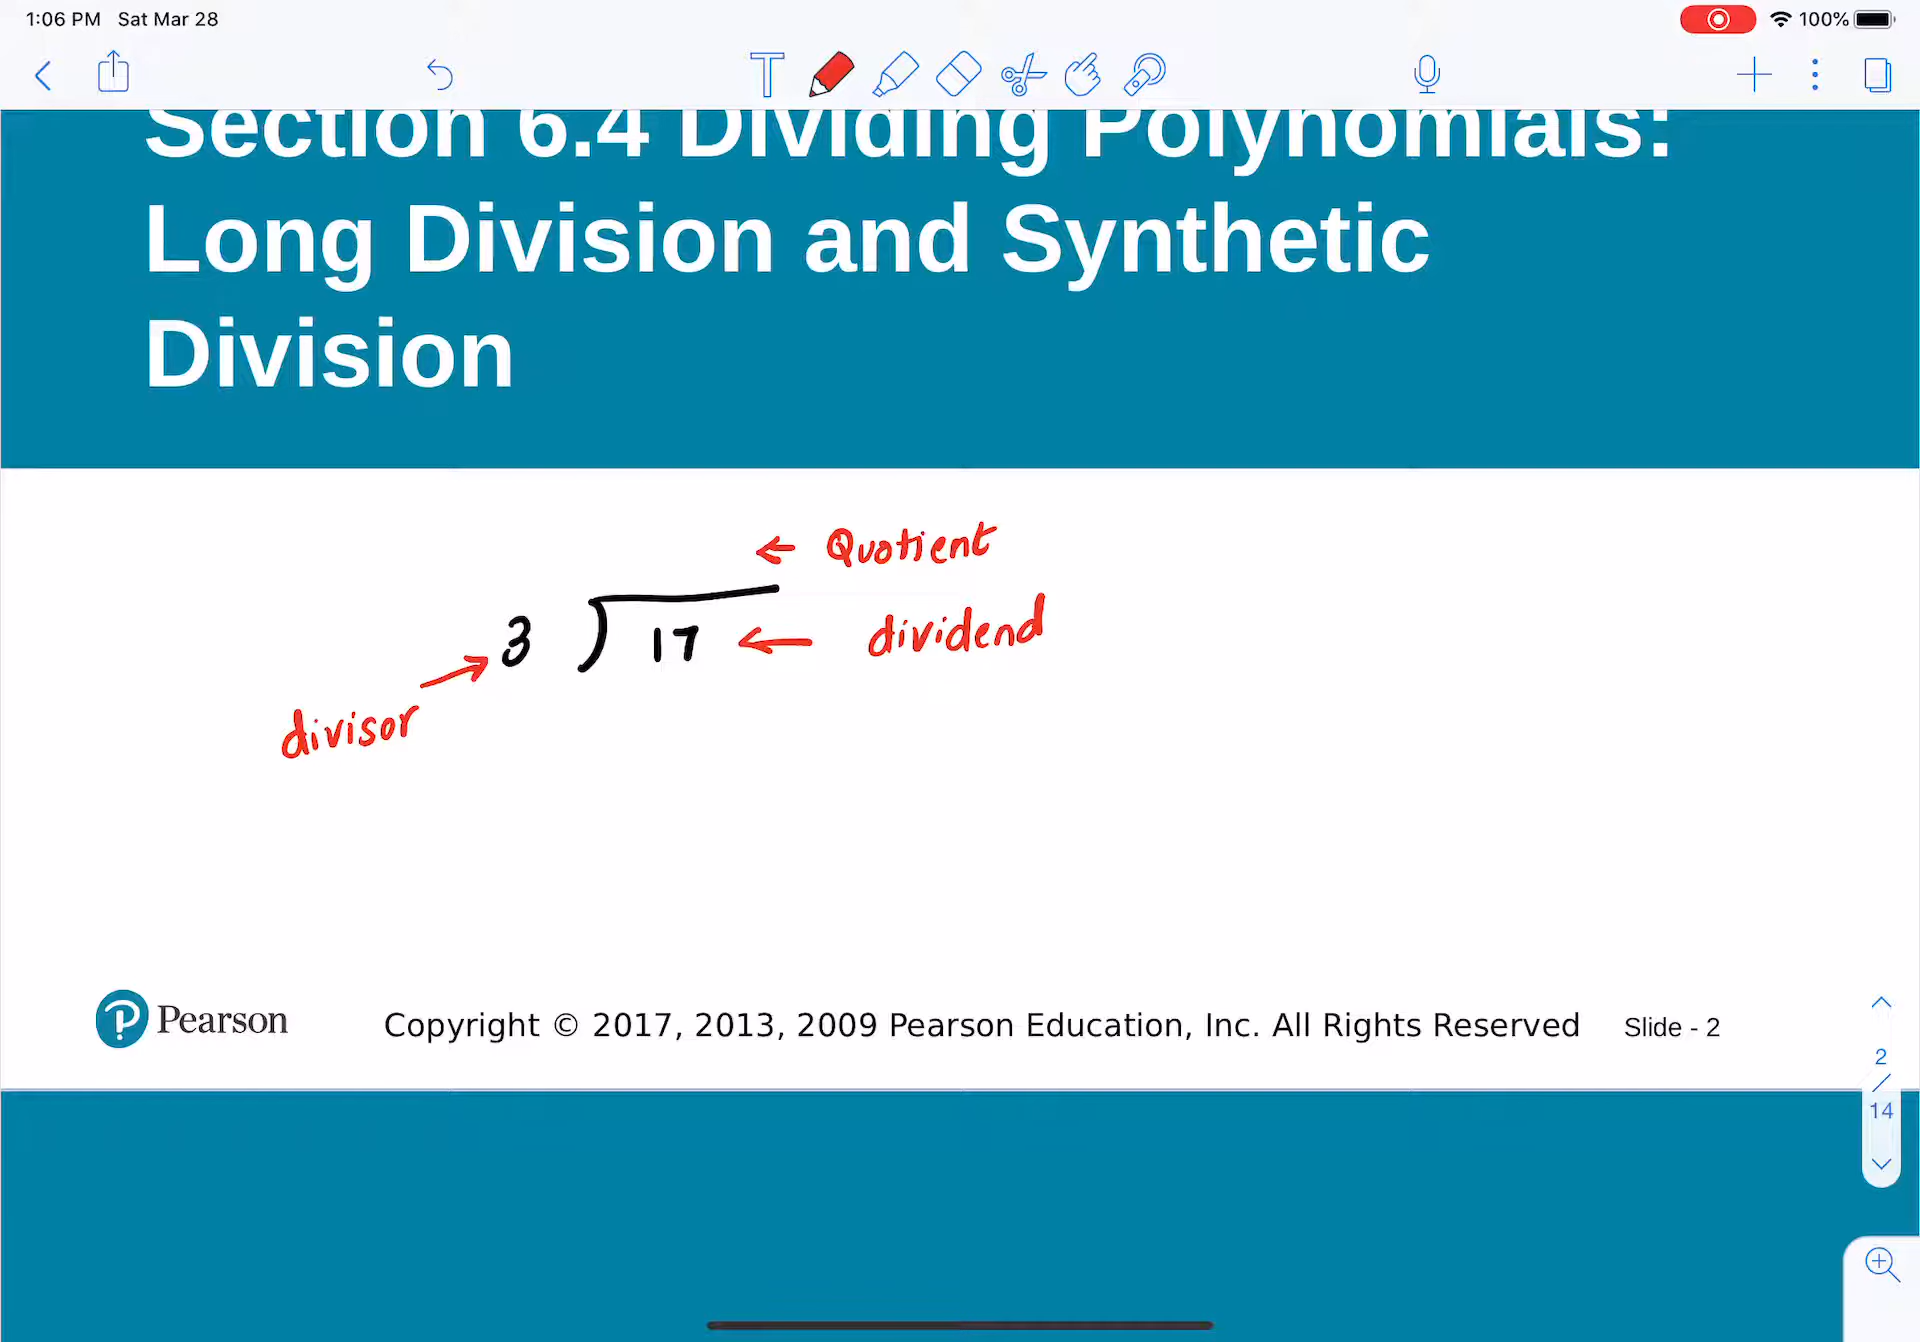 1:06 PM Sat Mar 28
100%
T
Section 6.4 Dividing Polynomials:
Long Division and Synthetic
Division
← Quotient
3 17 ← dividend
divisor →
P Pearson
Copyright © 2017, 2013, 2009 Pearson Education, Inc. All Rights Reserved Slide - 2
2
/
14